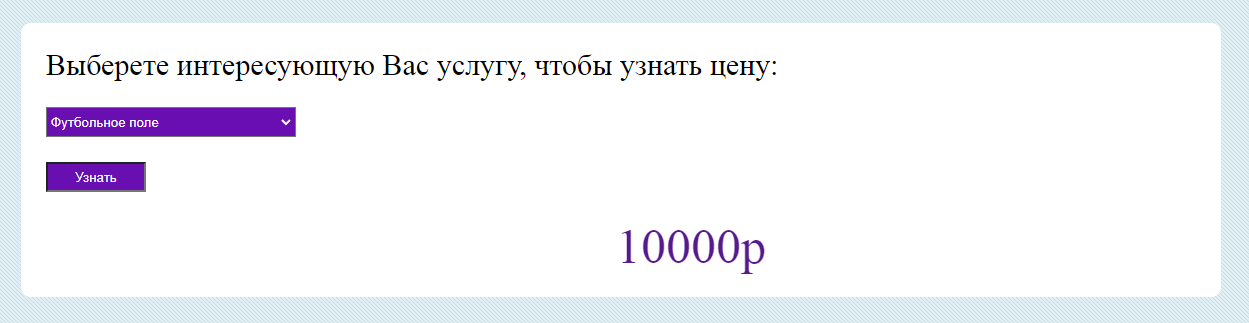 Выберете интересующую Вас услугу, чтобы узнать цену:
Футбольное поле
Узнать
10000р